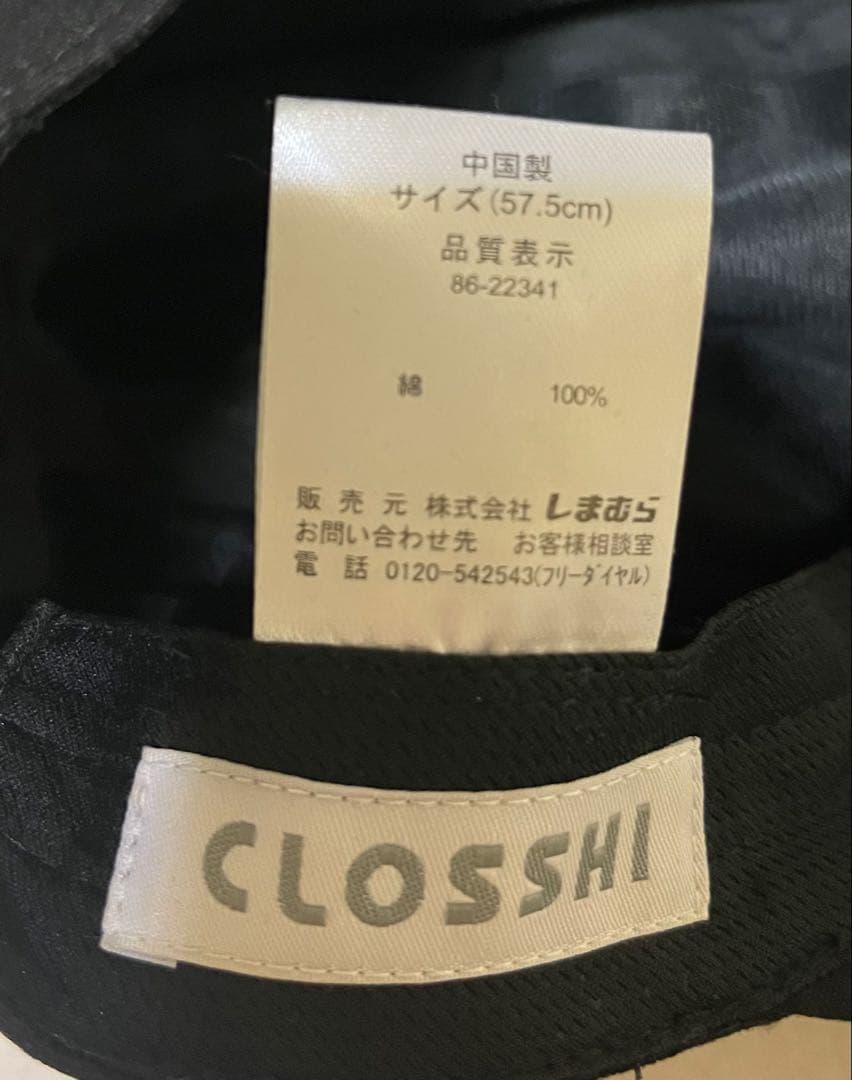 中国製
サイズ(57.5cm)
品質表示
86-22341
綿 100%
販売元 株式会社 しまむら
お問い合わせ先 お客様相談室
電話 0120-542543(フリーダイヤル)
CLOSSHI